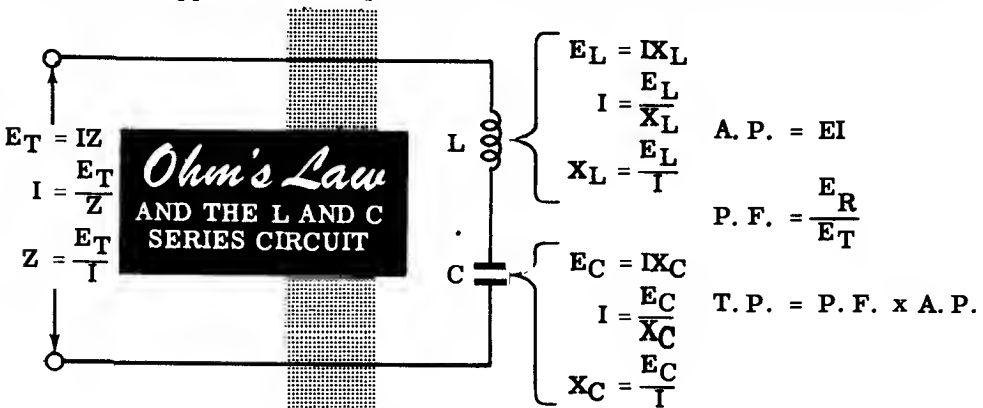 E_T = IZ
I = E_T/Z
Z = E_T/I
Ohm's Law
AND THE L AND C
SERIES CIRCUIT
L
C
E_L = IX_L
I = E_L/X_L
X_L = E_L/I
E_C = IX_C
I = E_C/X_C
X_C = E_C/I
A.P. = EI
P.F. = E_R/E_T
T.P. = P.F. x A.P.